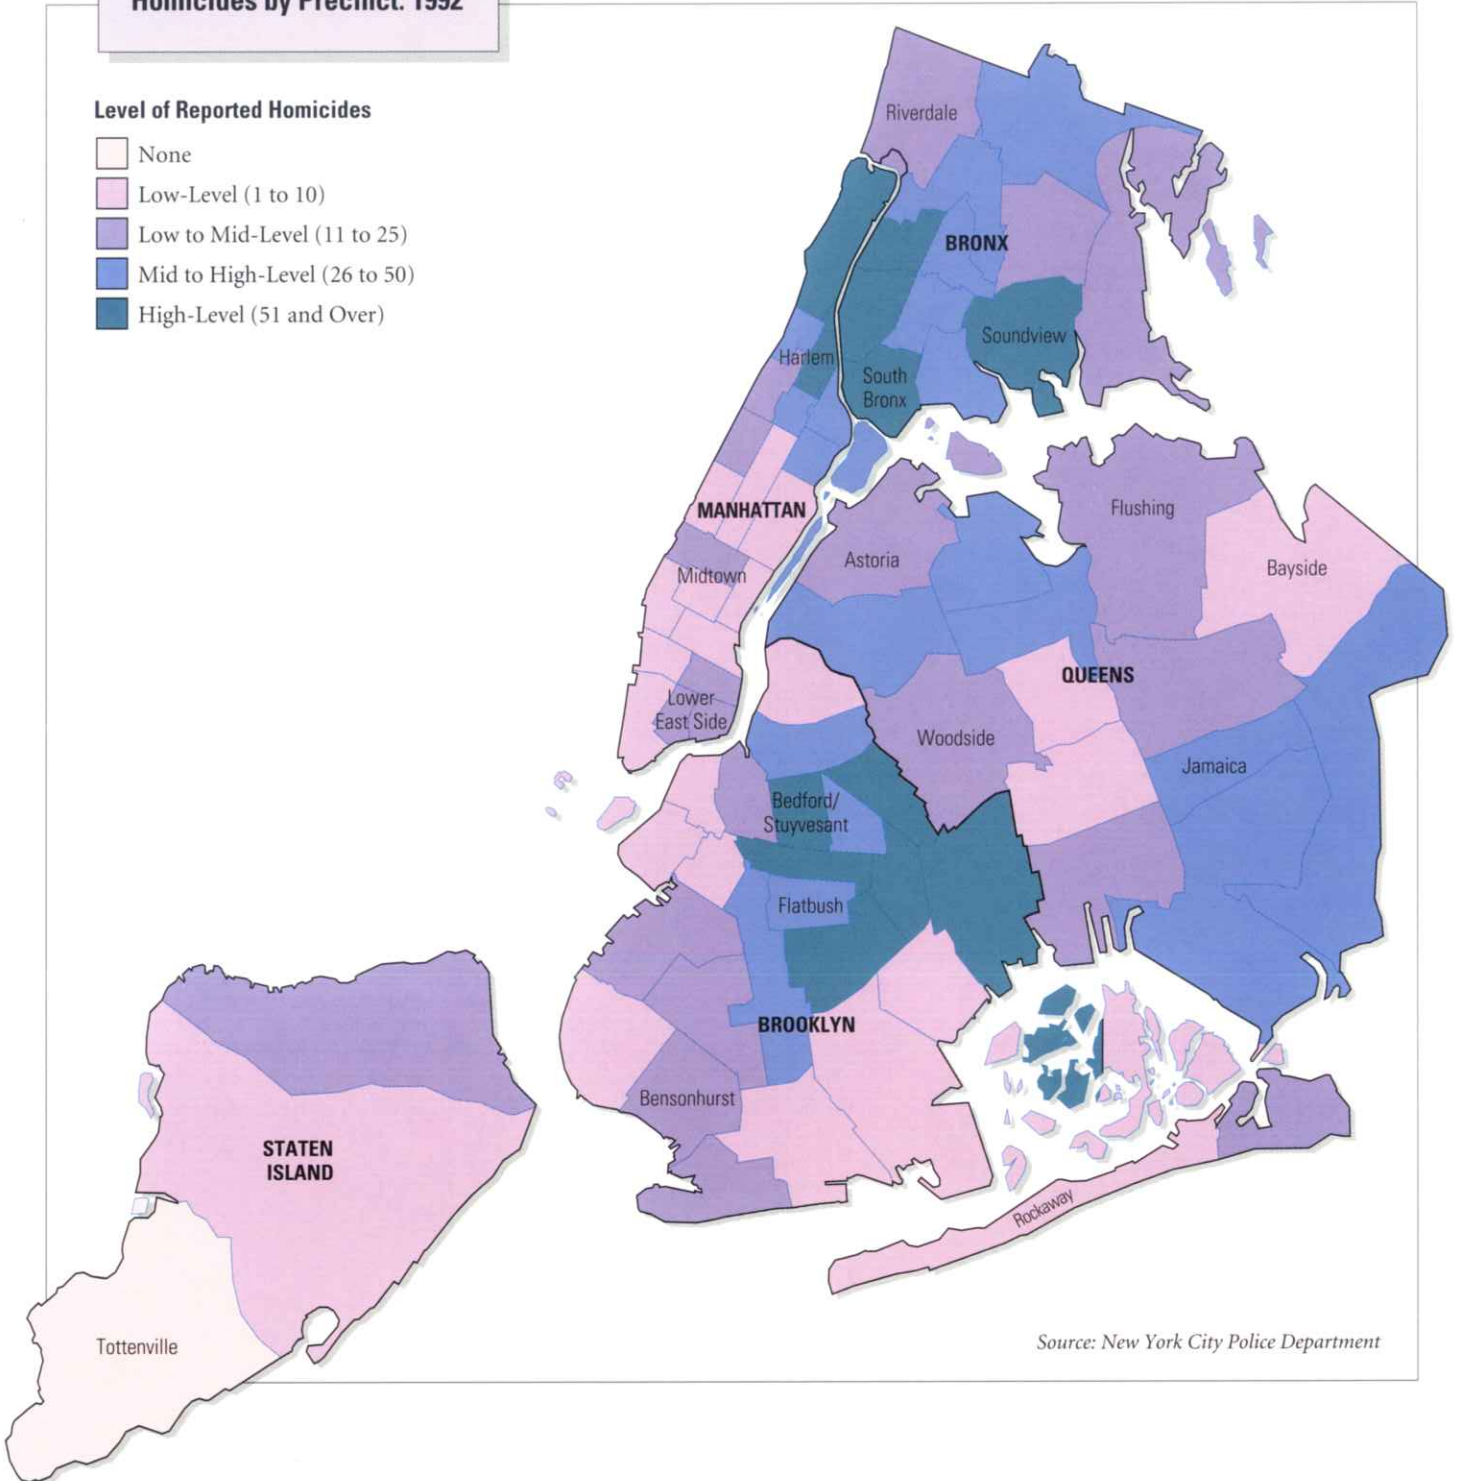 Homicides by Precinct: 1992
Level of Reported Homicides
None
Low-Level (1 to 10)
Low to Mid-Level (11 to 25)
Mid to High-Level (26 to 50)
High-Level (51 and Over)
Riverdale
BRONX
Soundview
Harlem
South
Bronx
MANHATTAN
Flushing
Astoria
Bayside
Midtown
QUEENS
Lower
East Side
Woodside
Jamaica
Bedford/
Stuyvesant
Flatbush
BROOKLYN
Bensonhurst
STATEN
ISLAND
Rockaway
Tottenville
Source: New York City Police Department